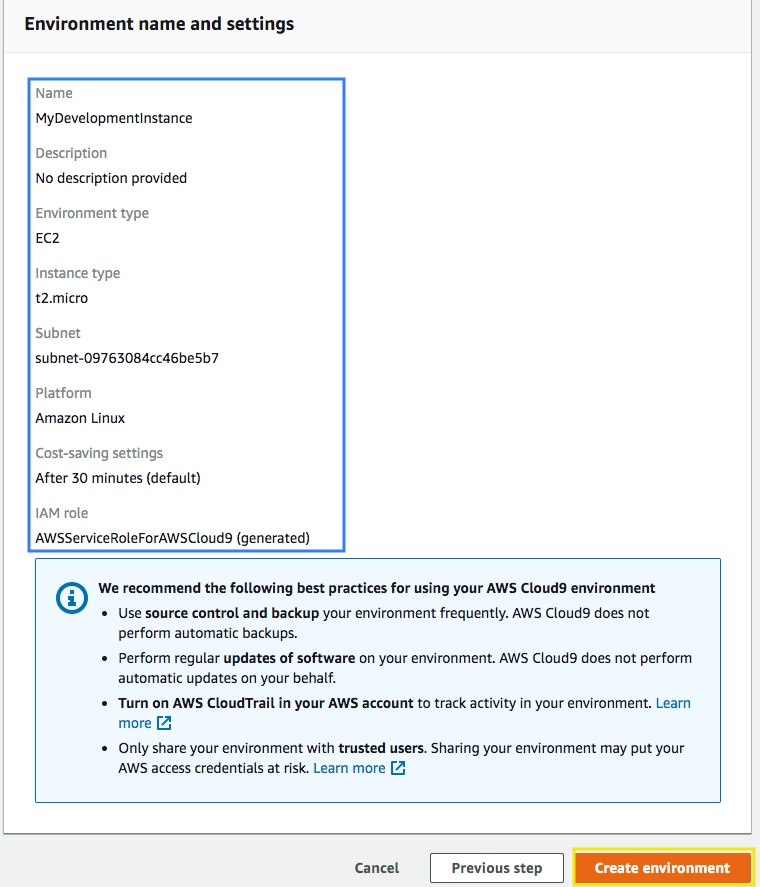 Environment name and settings
Name
MyDevelopmentInstance
Description
No description provided
Environment type
EC2
Instance type
t2.micro
Subnet
subnet-09763084cc46be5b7
Platform
Amazon Linux
Cost-saving settings
After 30 minutes (default)
IAM role
AWSServiceRoleForAWSCloud9 (generated)
We recommend the following best practices for using your AWS Cloud9 environment
• Use source control and backup your environment frequently. AWS Cloud9 does not
perform automatic backups.
• Perform regular updates of software on your environment. AWS Cloud9 does not perform
automatic updates on your behalf.
• Turn on AWS CloudTrail in your AWS account to track activity in your environment. Learn
more
• Only share your environment with trusted users. Sharing your environment may put your
AWS access credentials at risk. Learn more
Cancel Previous step Create environment